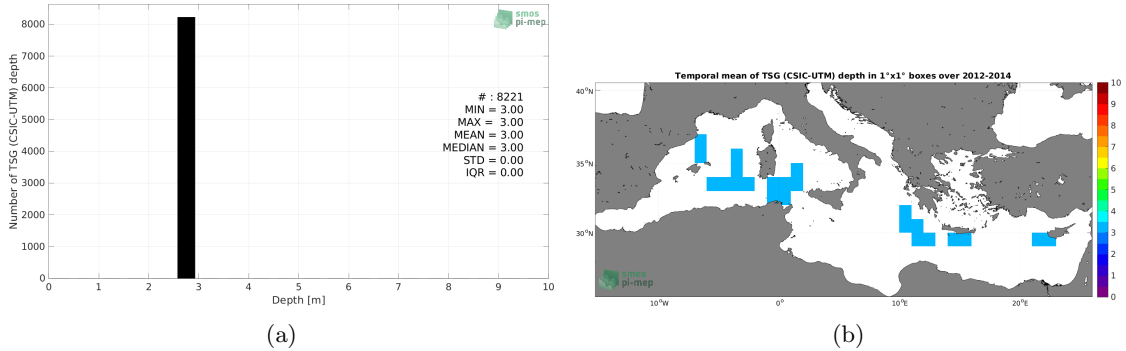 smos
pi-mep
8000
7000
6000
5000
4000
3000
2000
1000
0
Number of TSG (CSIC-UTM) depth
# : 8221
MIN = 3.00
MAX = 3.00
MEAN = 3.00
MEDIAN = 3.00
STD = 0.00
IQR = 0.00
0 1 2 3 4 5 6 7 8 9 10
Depth [m]
(a)
Temporal mean of TSG (CSIC-UTM) depth in 1°x1° boxes over 2012-2014
40°N
35°N
30°N
10°W 0° 10°E 20°E
10
9
8
7
6
5
4
3
2
1
0
smos
pi-mep
(b)